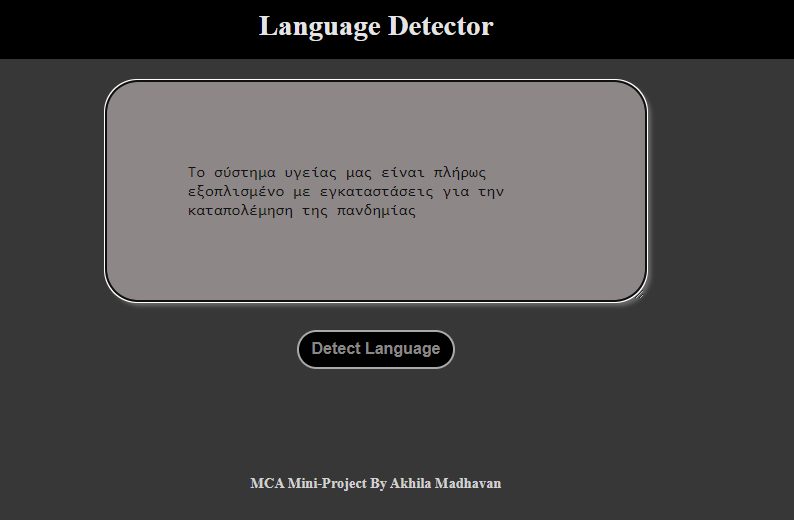 Language Detector
Το σύστημα υγείας μας είναι πλήρως
εξοπλισμένο με εγκαταστάσεις για την
καταπολέμηση της πανδημίας
Detect Language
MCA Mini-Project By Akhila Madhavan